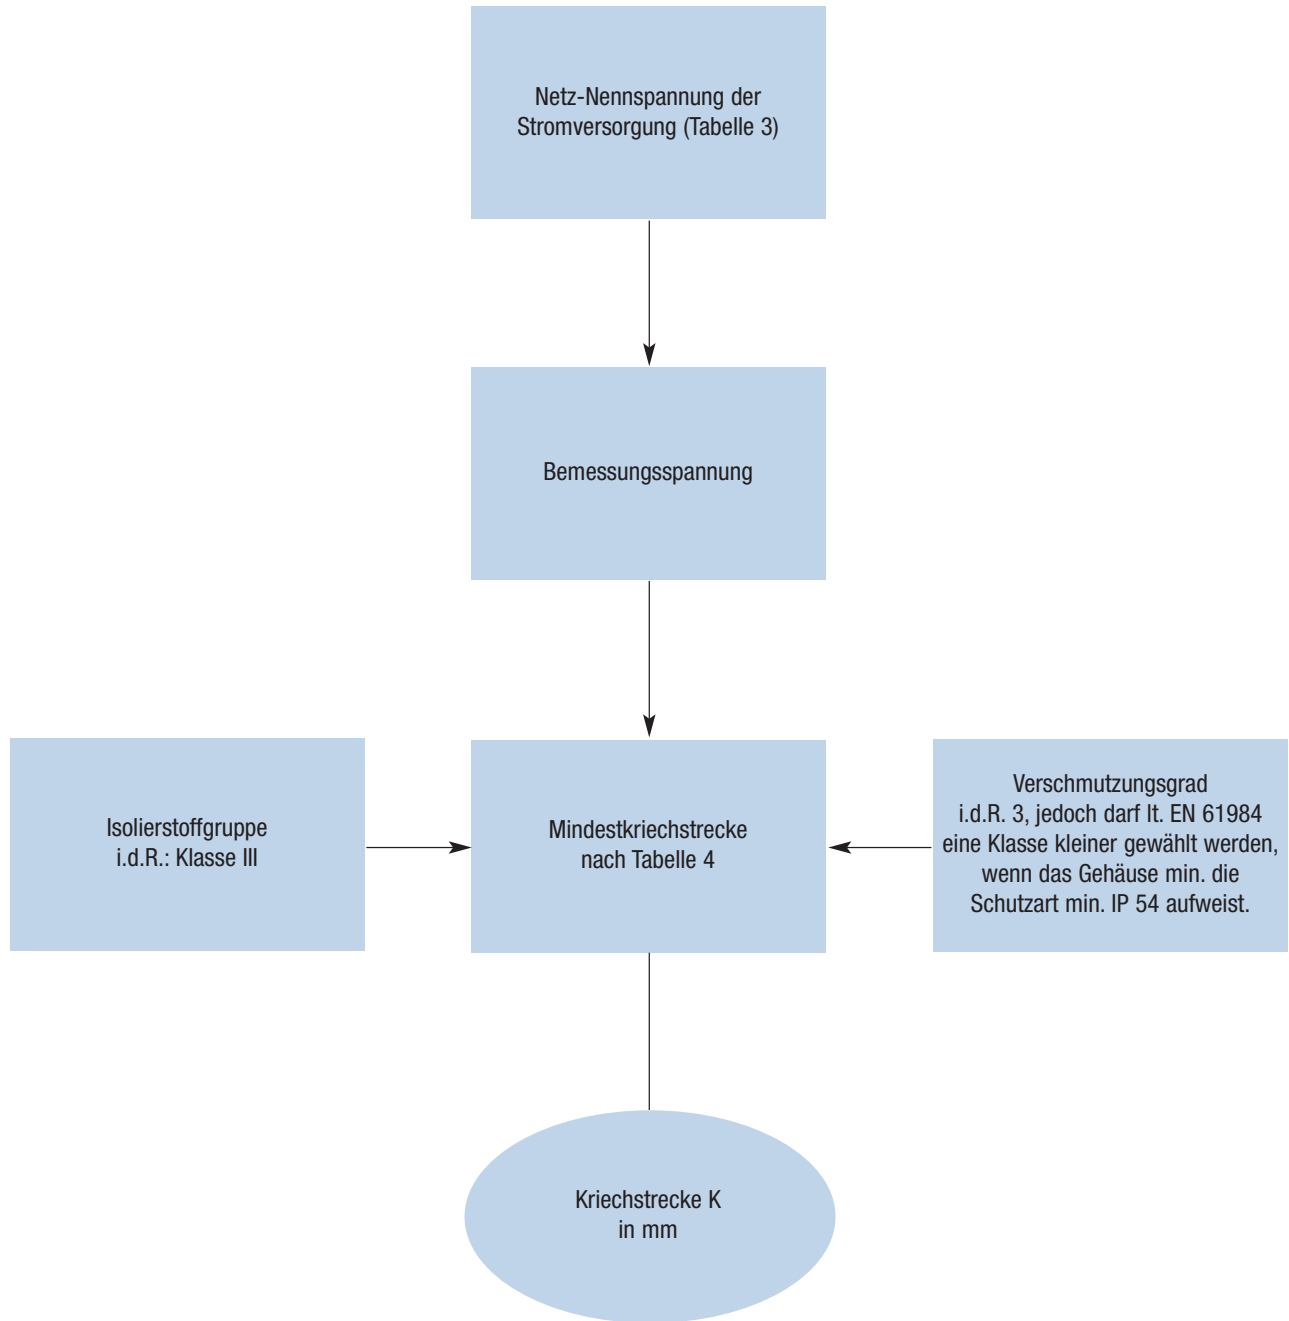 Netz-Nennspannung der
Stromversorgung (Tabelle 3)
Bemessungsspannung
Isolierstoffgruppe
i.d.R.: Klasse III
Mindestkriechstrecke
nach Tabelle 4
Verschmutzungsgrad
i.d.R. 3, jedoch darf lt. EN 61984
eine Klasse kleiner gewählt werden,
wenn das Gehäuse min. die
Schutzart min. IP 54 aufweist.
Kriechstrecke K
in mm